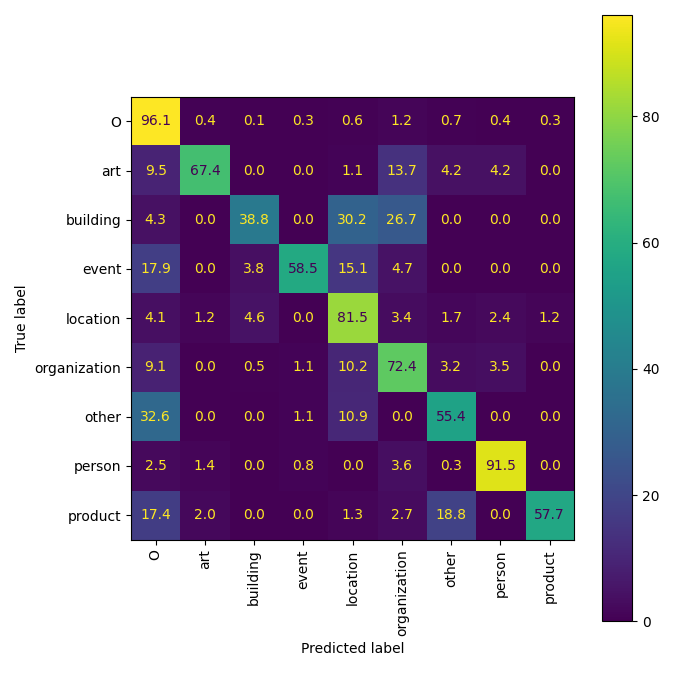 O 96.1 0.4 0.1 0.3 0.6 1.2 0.7 0.4 0.3
art 9.5 67.4 0.0 0.0 1.1 13.7 4.2 4.2 0.0
building 4.3 0.0 38.8 0.0 30.2 26.7 0.0 0.0 0.0
event 17.9 0.0 3.8 58.5 15.1 4.7 0.0 0.0 0.0
location 4.1 1.2 4.6 0.0 81.5 3.4 1.7 2.4 1.2
organization 9.1 0.0 0.5 1.1 10.2 72.4 3.2 3.5 0.0
other 32.6 0.0 0.0 1.1 10.9 0.0 55.4 0.0 0.0
person 2.5 1.4 0.0 0.8 0.0 3.6 0.3 91.5 0.0
product 17.4 2.0 0.0 0.0 1.3 2.7 18.8 0.0 57.7
O art building event location organization other person product
Predicted label
True label
80
60
40
20
0